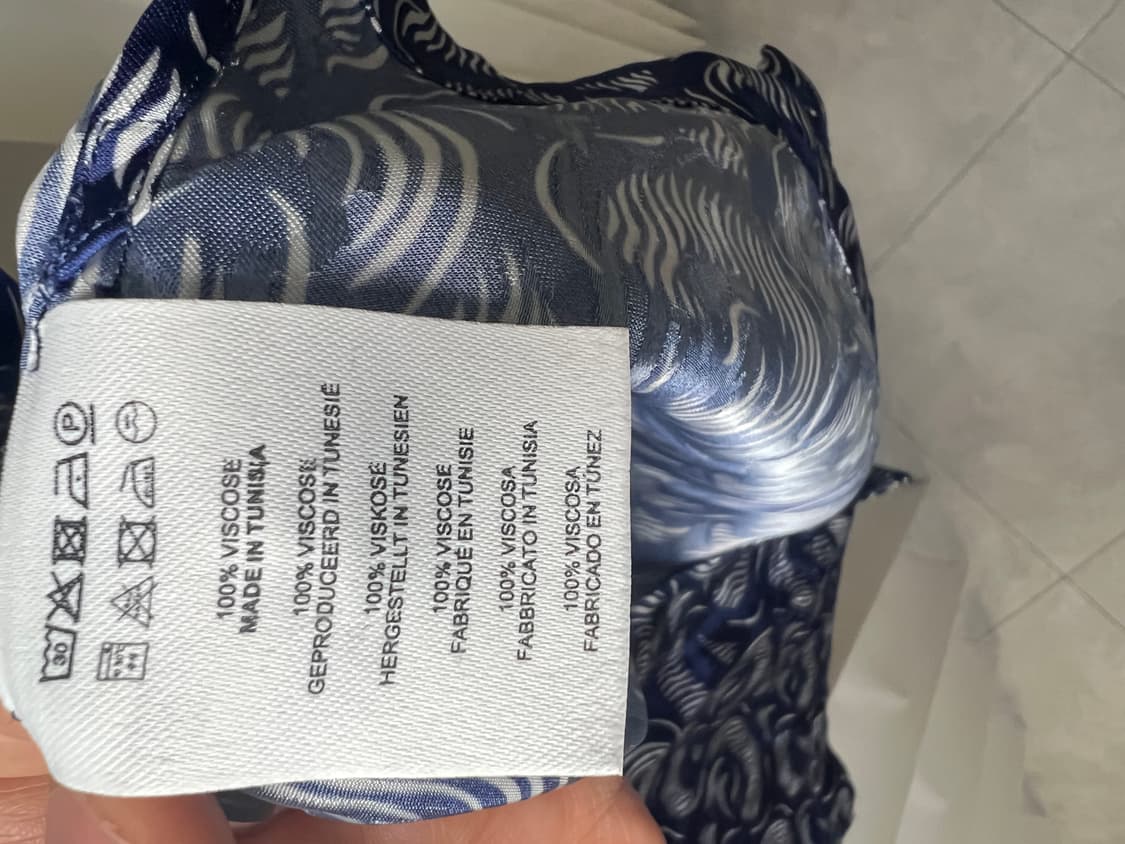 30
P
100% VISCOSE
MADE IN TUNISIA
100% VISCOSE
GEPRODUCEERD IN TUNESIË
100% VISKOSE
HERGESTELLT IN TUNESIEN
100% VISCOSE
FABRIQUÉ EN TUNISIE
100% VISCOSA
FABBRICATO IN TUNISIA
100% VISCOSA
FABRICADO EN TÚNEZ